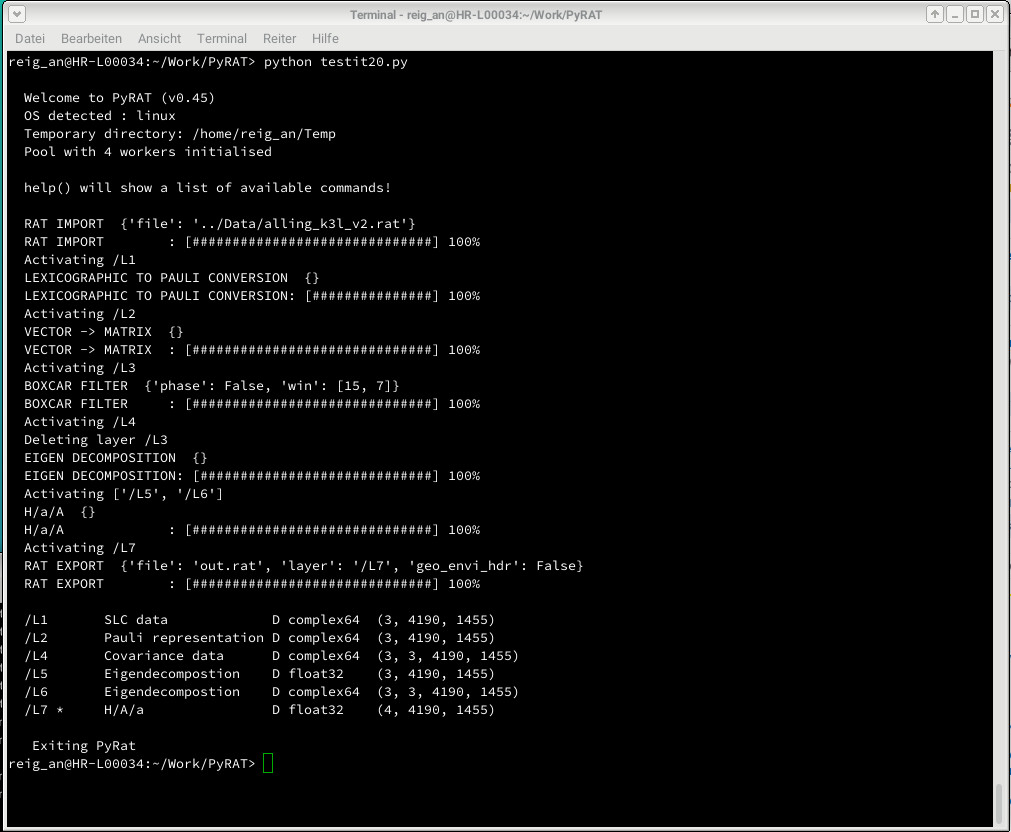 Terminal - reig_an@HR-L00034:~/Work/PyRAT
Datei Bearbeiten Ansicht Terminal Reiter Hilfe
reig_an@HR-L00034:~/Work/PyRAT> python testit20.py
Welcome to PyRAT (v0.45)
OS detected : linux
Temporary directory: /home/reig_an/Temp
Pool with 4 workers initialised
help() will show a list of available commands!
RAT IMPORT  {'file': '../Data/alling_k3l_v2.rat'}
RAT IMPORT        : [##############################] 100%
Activating /L1
LEXICOGRAPHIC TO PAULI CONVERSION  {}
LEXICOGRAPHIC TO PAULI CONVERSION: [###############] 100%
Activating /L2
VECTOR -> MATRIX  {}
VECTOR -> MATRIX  : [##############################] 100%
Activating /L3
BOXCAR FILTER  {'phase': False, 'win': [15, 7]}
BOXCAR FILTER     : [##############################] 100%
Activating /L4
Deleting layer /L3
EIGEN DECOMPOSITION  {}
EIGEN DECOMPOSITION: [#############################] 100%
Activating ['/L5', '/L6']
H/a/A  {}
H/a/A             : [##############################] 100%
Activating /L7
RAT EXPORT  {'file': 'out.rat', 'layer': '/L7', 'geo_envi_hdr': False}
RAT EXPORT        : [##############################] 100%
/L1       SLC data             D complex64  (3, 4190, 1455)
/L2       Pauli representation D complex64  (3, 4190, 1455)
/L4       Covariance data      D complex64  (3, 3, 4190, 1455)
/L5       Eigendecompostion    D float32    (3, 4190, 1455)
/L6       Eigendecompostion    D complex64  (3, 3, 4190, 1455)
/L7 *     H/A/a                D float32    (4, 4190, 1455)
Exiting PyRat
reig_an@HR-L00034:~/Work/PyRAT>